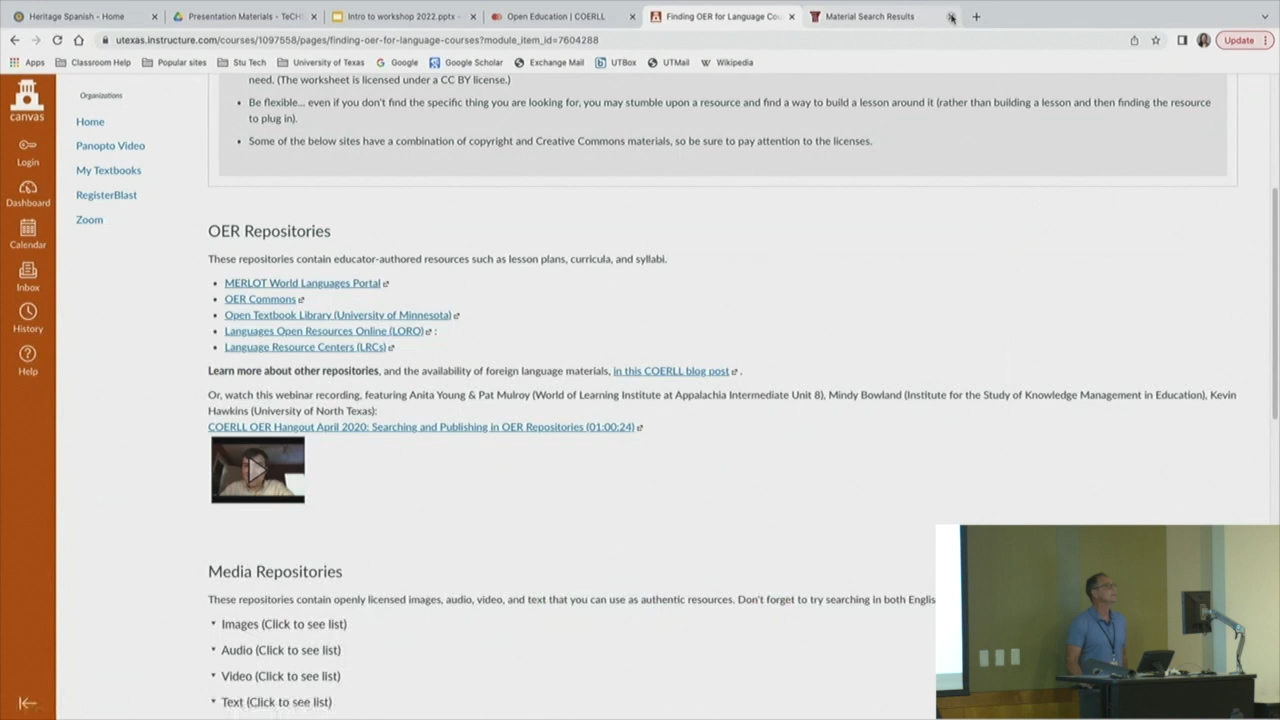 Heritage Spanish - Home
Presentation Materials - TeCH
Intro to workshop 2022.pptx -
Open Education | COERLL
Finding OER for Language Cou
Material Search Results
utexas.instructure.com/courses/1097558/pages/finding-oer-for-language-courses?module_item_id=7604288
Update
Apps
Classroom Help
Popular sites
Stu Tech
University of Texas
Google
Google Scholar
Exchange Mail
UTBox
UTMail
Wikipedia
canvas
Login
Dashboard
Calendar
Inbox
History
Help
Organizations
Home
Panopto Video
My Textbooks
RegisterBlast
Zoom
need. (The worksheet is licensed under a CC BY license.)
• Be flexible... even if you don't find the specific thing you are looking for, you may stumble upon a resource and find a way to build a lesson around it (rather than building a lesson and then finding the resource
to plug in).
• Some of the below sites have a combination of copyright and Creative Commons materials, so be sure to pay attention to the licenses.
OER Repositories
These repositories contain educator-authored resources such as lesson plans, curricula, and syllabi.
• MERLOT World Languages Portal
• OER Commons
• Open Textbook Library (University of Minnesota)
• Languages Open Resources Online (LORO) :
• Language Resource Centers (LRCs)
Learn more about other repositories, and the availability of foreign language materials, in this COERLL blog post .
Or, watch this webinar recording, featuring Anita Young & Pat Mulroy (World of Learning Institute at Appalachia Intermediate Unit 8), Mindy Bowland (Institute for the Study of Knowledge Management in Education), Kevin
Hawkins (University of North Texas):
COERLL OER Hangout April 2020: Searching and Publishing in OER Repositories (01:00:24)
Media Repositories
These repositories contain openly licensed images, audio, video, and text that you can use as authentic resources. Don't forget to try searching in both Englis
Images (Click to see list)
Audio (Click to see list)
Video (Click to see list)
Text (Click to see list)